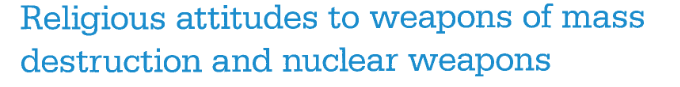 Religious attitudes to weapons of mass
destruction and nuclear weapons